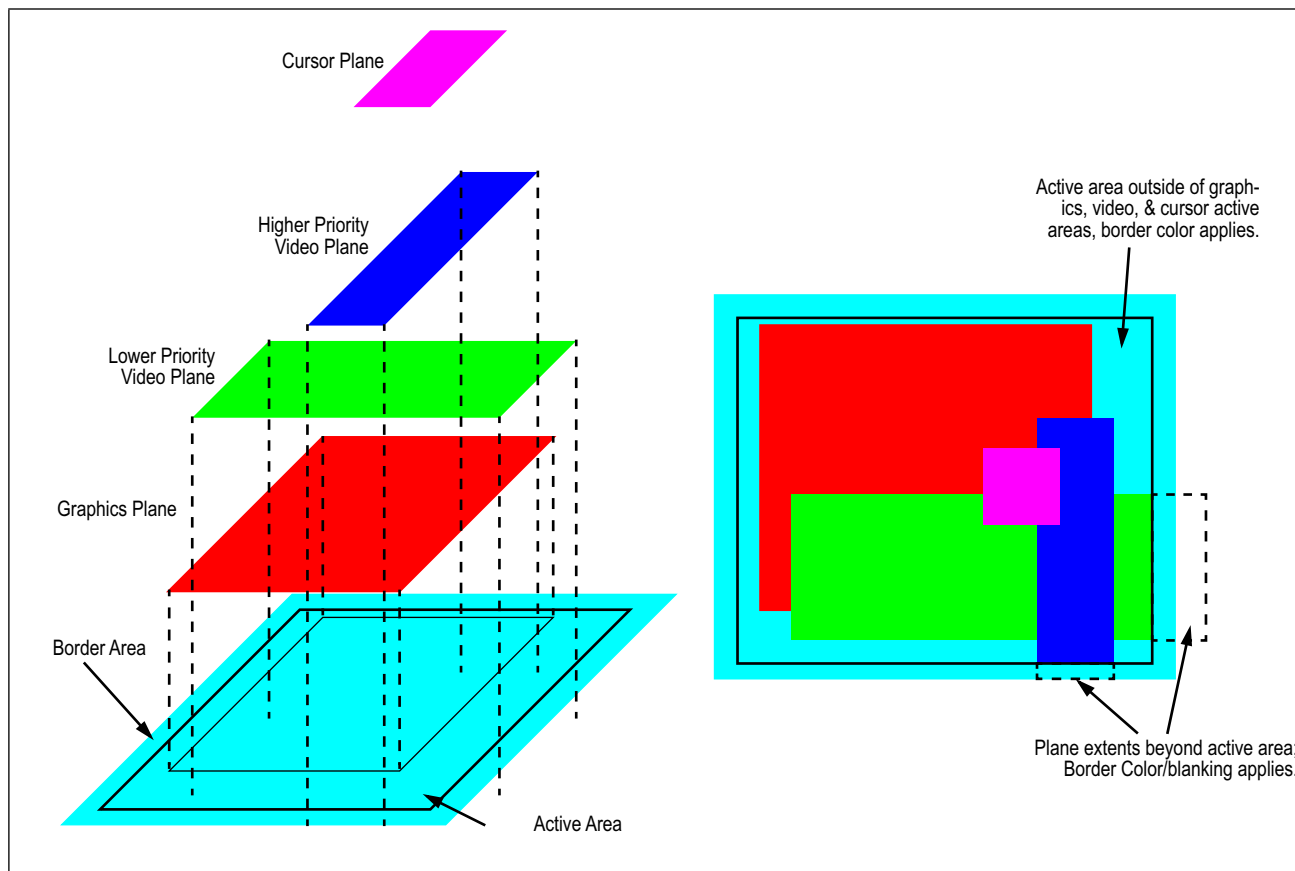 Cursor Plane
Higher Priority
Video Plane
Lower Priority
Video Plane
Graphics Plane
Border Area
Active Area
Active area outside of graph-
ics, video, & cursor active
areas, border color applies.
Plane extents beyond active area;
Border Color/blanking applies.